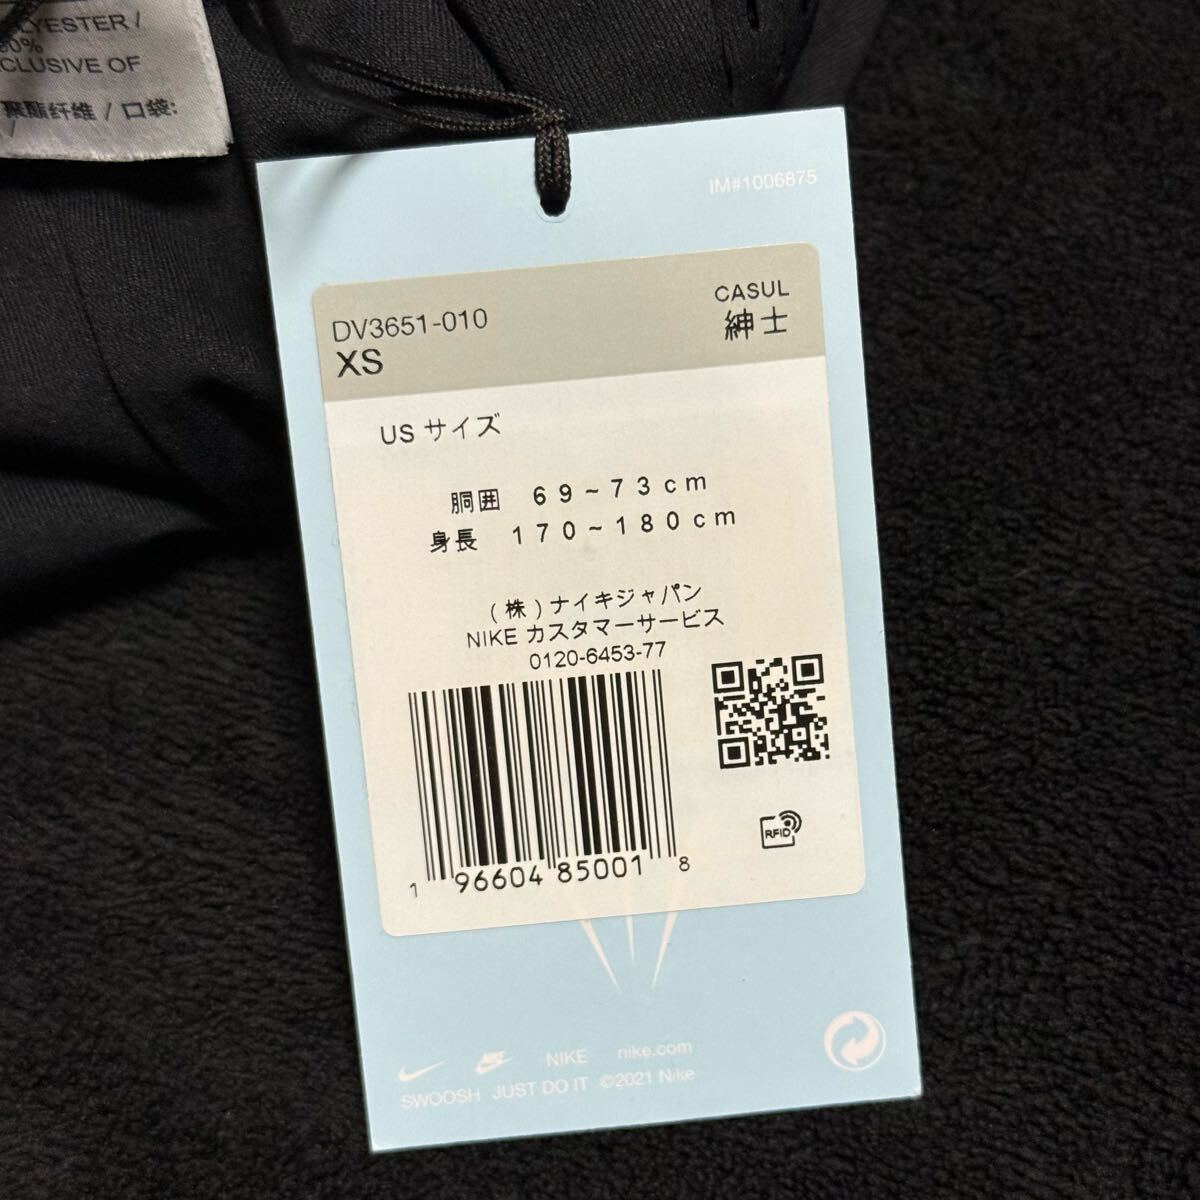 YESTER /
CLUSIVE OF
聚酯纤维 / 口袋:
/
IM#1006875
DV3651-010
XS
CASUL
紳士
US サイズ
胴囲 69~73cm
身長 170~180cm
(株)ナイキジャパン
NIKE カスタマーサービス
0120-6453-77
1 96604 85001 8
RFID
NIKE nike.com
SWOOSH JUST DO IT ©2021 Nike